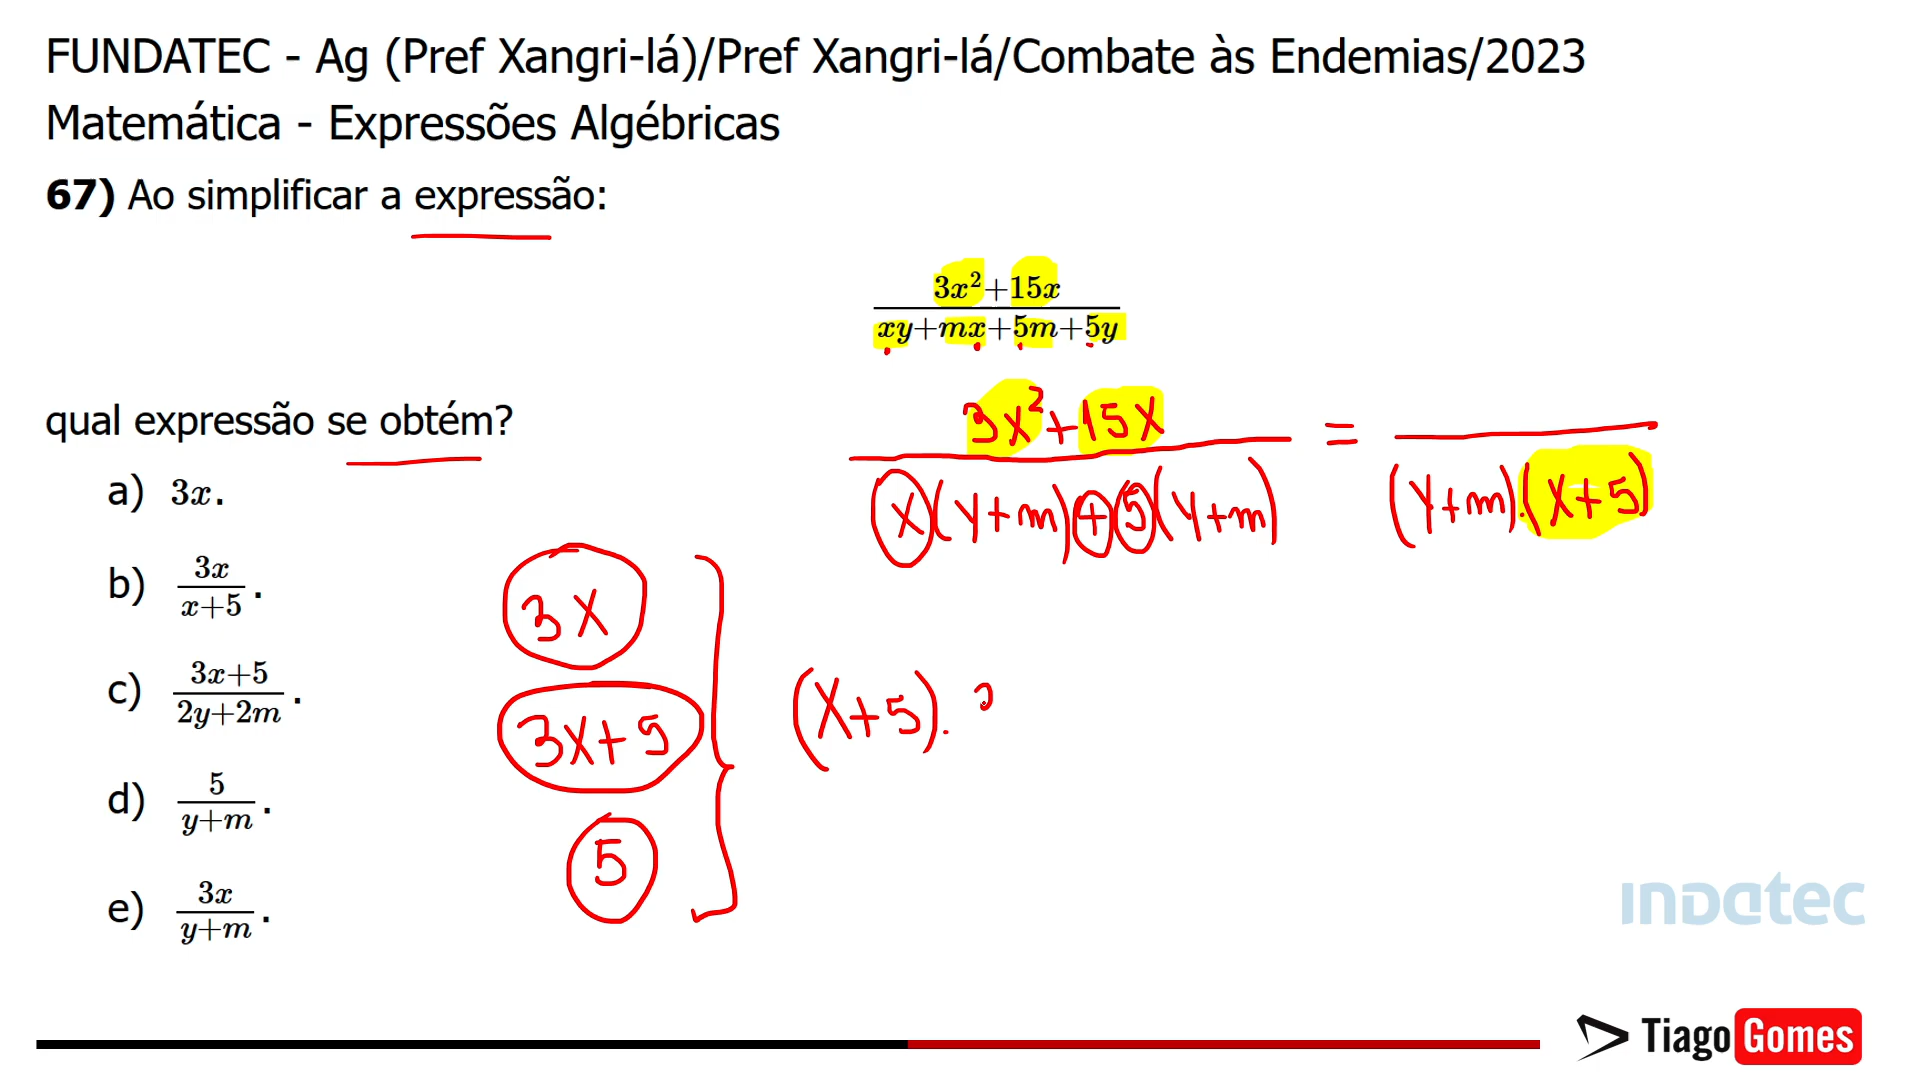 FUNDATEC - Ag (Pref Xangri-lá)/Pref Xangri-lá/Combate às Endemias/2023
Matemática - Expressões Algébricas
67) Ao simplificar a expressão:
3x²+15x
xy+mx+5m+5y
3x²+15x =
x(y+m)+5(y+m) (y+m).(x+5)
qual expressão se obtém?
a) 3x.
b) 3x/x+5.
c) 3x+5/2y+2m.
d) 5/y+m.
e) 3x/y+m.
3x
3x+5
5
(x+5).
INDATEC
Tiago Gomes